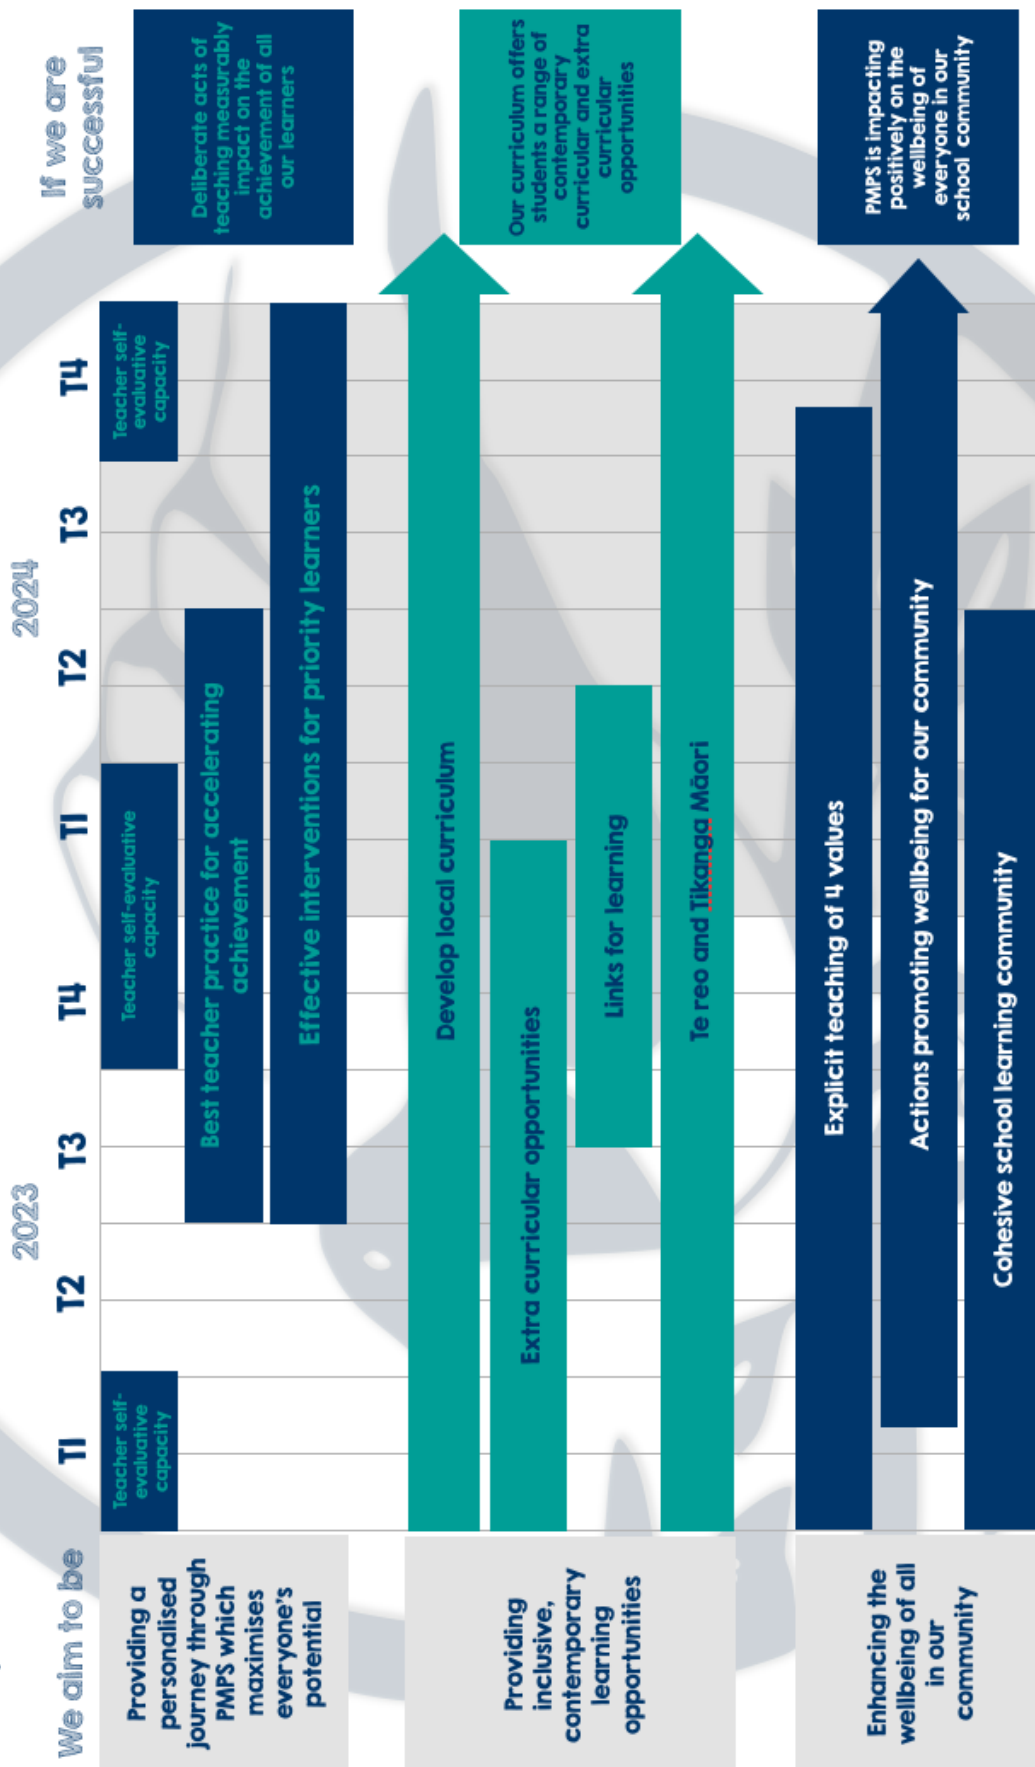 We aim to be
2023
2024
If we are
successful
T1
T2
T3
T4
T1
T2
T3
T4
Providing a
personalised
journey through
PMPS which
maximises
everyone's
potential
Teacher self-
evaluative
capacity
Teacher self-evaluative
capacity
Teacher self-
evaluative
capacity
Best teacher practice for accelerating
achievement
Effective interventions for priority learners
Deliberate acts of
teaching measurably
impact on the
achievement of all
our learners
Providing
inclusive,
contemporary
learning
opportunities
Develop local curriculum
Extra curricular opportunities
Links for learning
Te reo and Tikanga Māori
Our curriculum offers
students a range of
contemporary
curricular and extra
curricular
opportunities
Enhancing the
wellbeing of all
in our
community
Explicit teaching of 4 values
Actions promoting wellbeing for our community
Cohesive school learning community
PMPS is impacting
positively on the
wellbeing of
everyone in our
school community